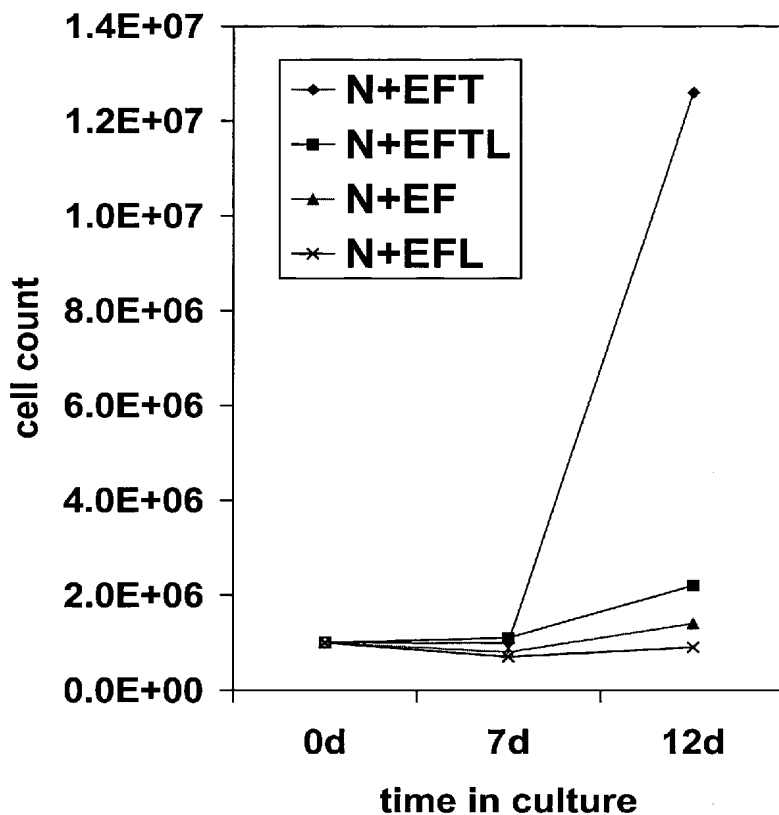 1.4E+07
1.2E+07
1.0E+07
8.0E+06
6.0E+06
4.0E+06
2.0E+06
0.0E+00
cell count
N+EFT
N+EFTL
N+EF
N+EFL
0d 7d 12d
time in culture